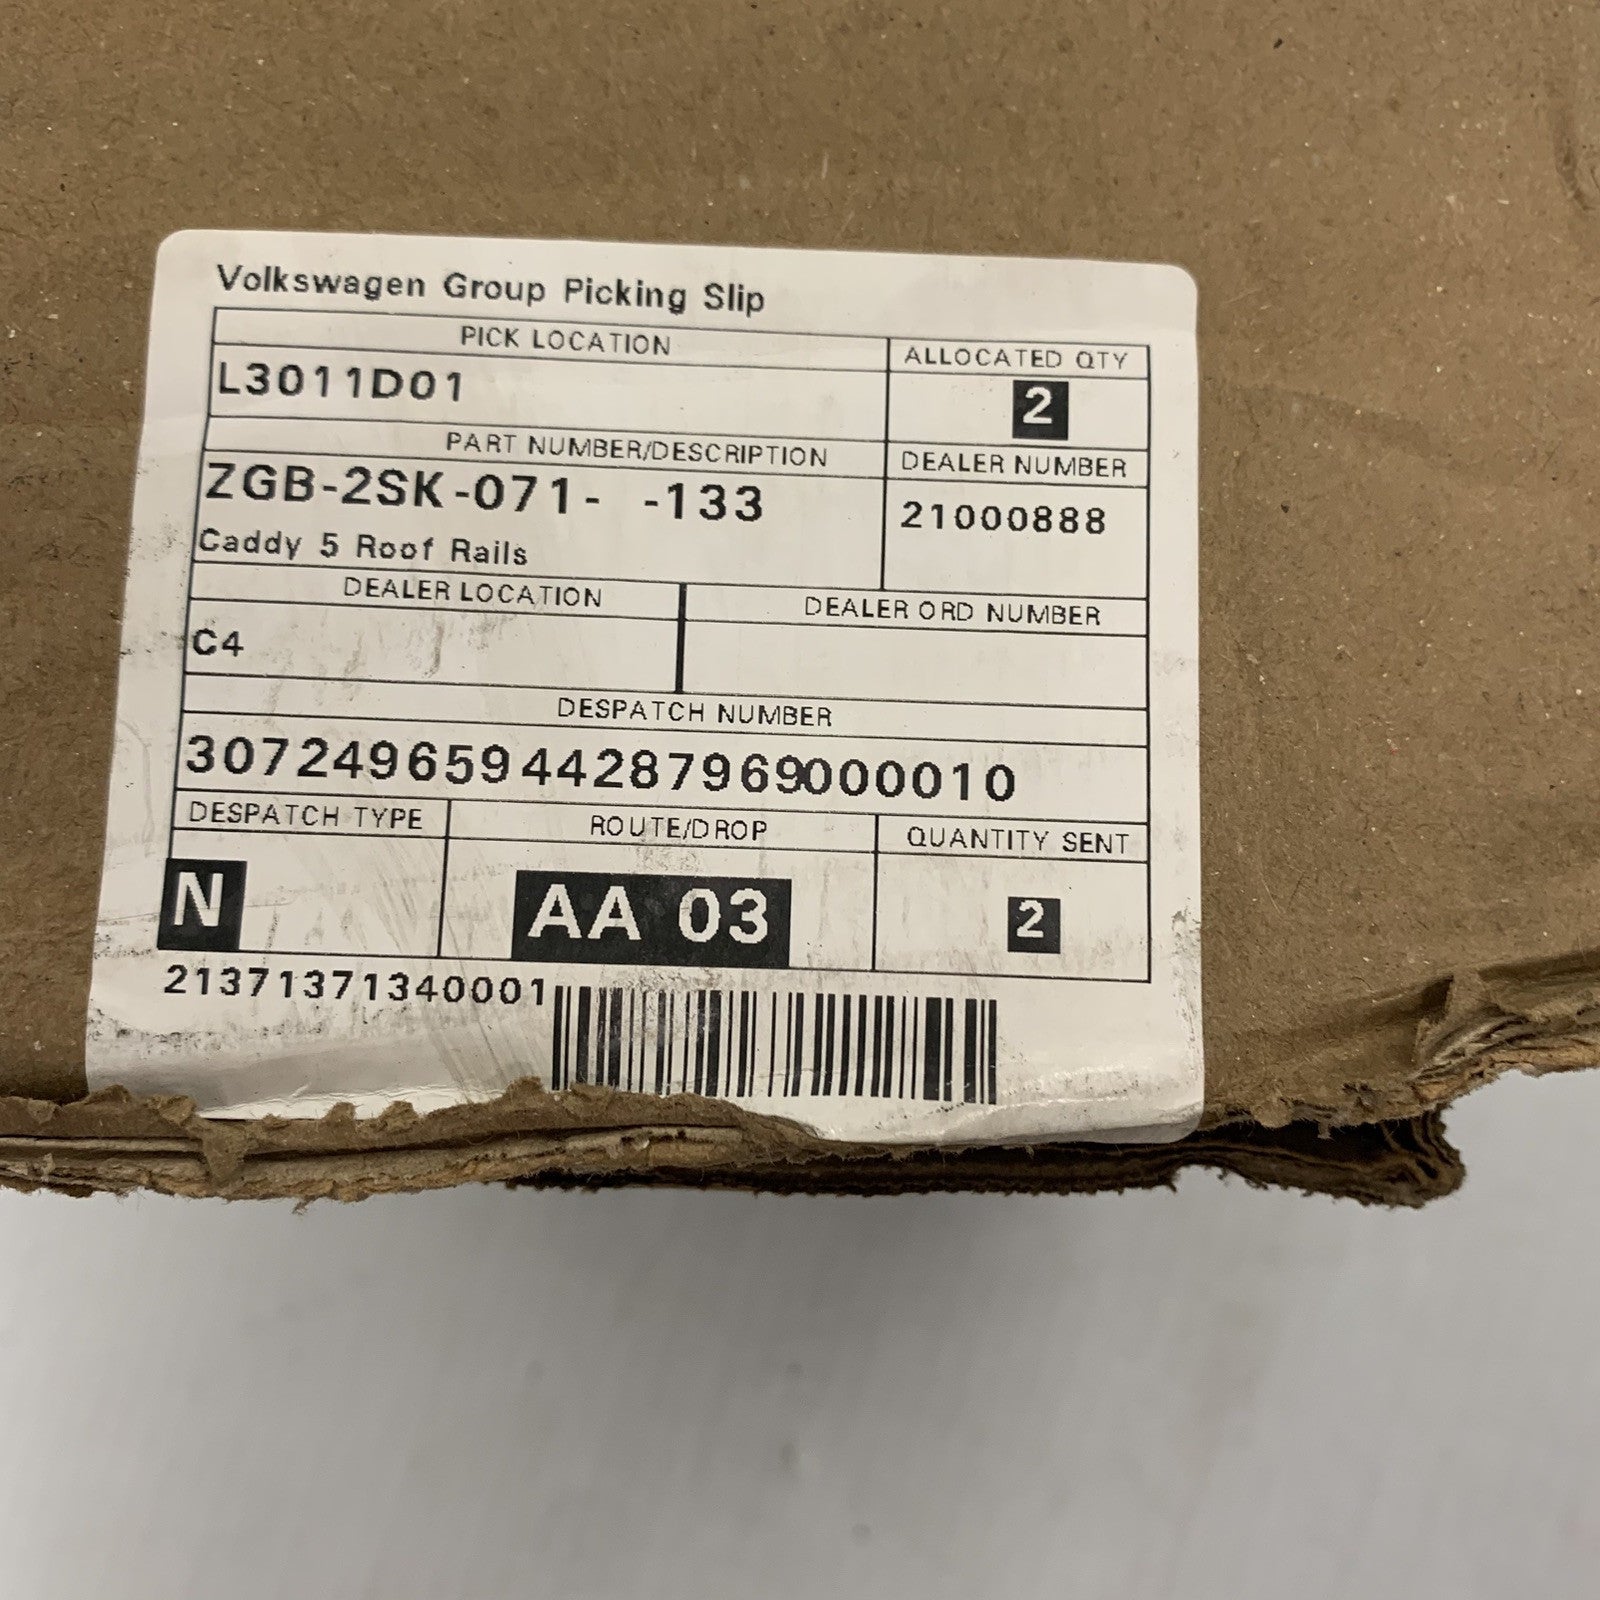 Volkswagen Group Picking Slip
PICK LOCATION
ALLOCATED QTY
L3011D01
2
PART NUMBER/DESCRIPTION
DEALER NUMBER
ZGB-2SK-071- -133
21000888
Caddy 5 Roof Rails
DEALER LOCATION
DEALER ORD NUMBER
C4
DESPATCH NUMBER
30724965944287969000010
DESPATCH TYPE
ROUTE/DROP
QUANTITY SENT
N
AA 03
2
21371371340001